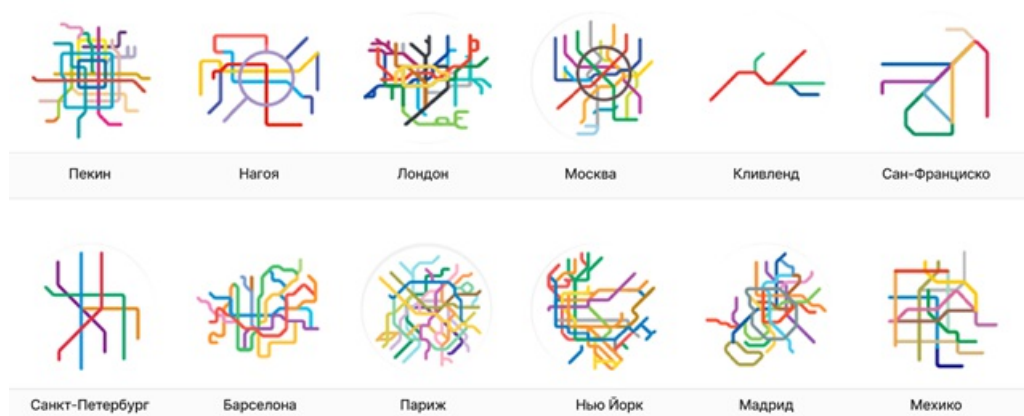 Пекин
Нагоя
Лондон
Москва
Кливленд
Сан-Франциско
Санкт-Петербург
Барселона
Париж
Нью Йорк
Мадрид
Мехико